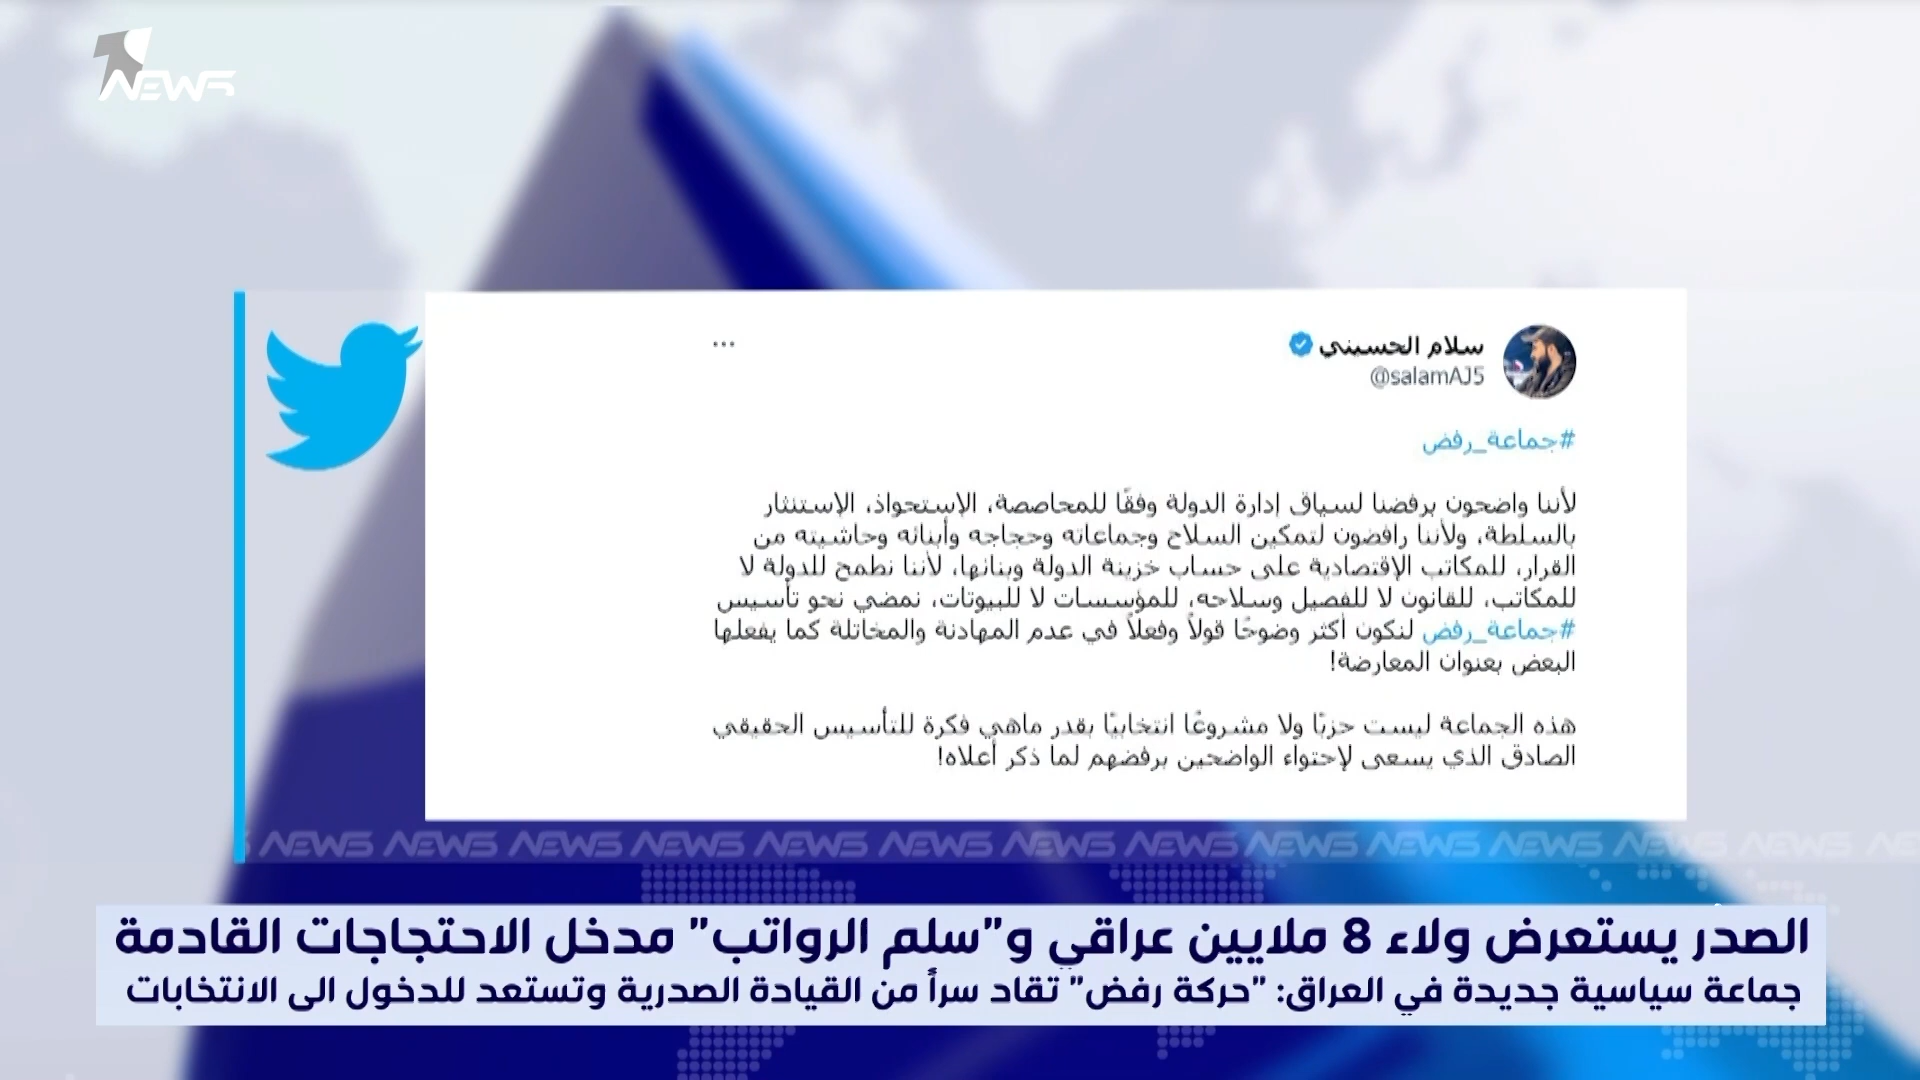 NEWS
سلام الحسيني
@salamAJ5
...
#جماعة_رفض
لأننا واضحون برفضنا لسياق إدارة الدولة وفقًا للمحاصصة، الإستحواذ، الإستئثار
بالسلطة، ولأننا رافضون لتمكين السلاح وجماعاته وحجاجه وأبنائه وحاشيته من
القرار، للمكاتب الإقتصادية على حساب خزينة الدولة وبنائها، لأننا نطمح للدولة لا
للمكاتب، للقانون لا للفصيل وسلاحه، للمؤسسات لا للبيوتات، نمضي نحو تأسيس
#جماعة_رفض لنكون أكثر وضوحًا قولاً وفعلاً في عدم المهادنة والمخاتلة كما يفعلها
البعض بعنوان المعارضة!
هذه الجماعة ليست حزبًا ولا مشروعًا انتخابيًا بقدر ماهي فكرة للتأسيس الحقيقي
الصادق الذي يسعى لإحتواء الواضحين برفضهم لما ذكر أعلاه!
NEWS NEWS NEWS NEWS NEWS NEWS NEWS NEWS NEWS NEWS NEWS NEWS NEWS NE
الصدر يستعرض ولاء 8 ملايين عراقي و"سلم الرواتب" مدخل الاحتجاجات القادمة
جماعة سياسية جديدة في العراق: "حركة رفض" تقاد سراً من القيادة الصدرية وتستعد للدخول الى الانتخابات